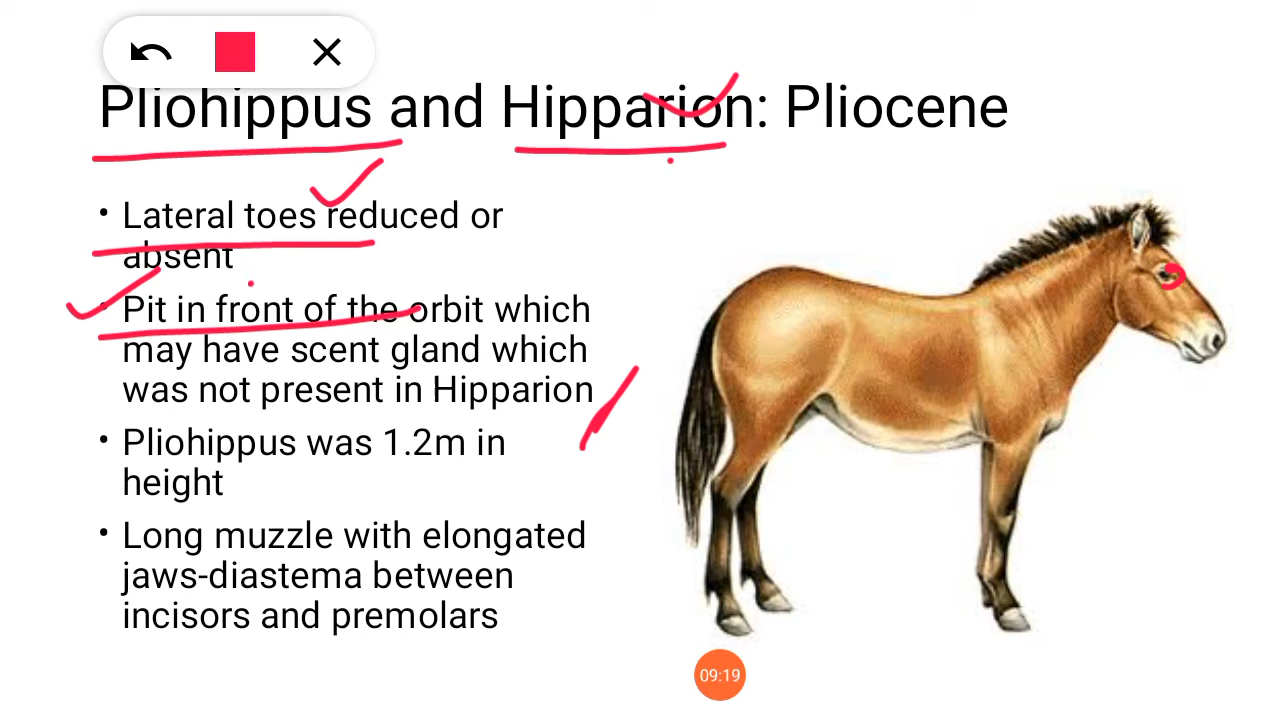 Pliohippus and Hipparion: Pliocene
• Lateral toes reduced or
absent
• Pit in front of the orbit which
may have scent gland which
was not present in Hipparion
• Pliohippus was 1.2m in
height
• Long muzzle with elongated
jaws-diastema between
incisors and premolars
09:19